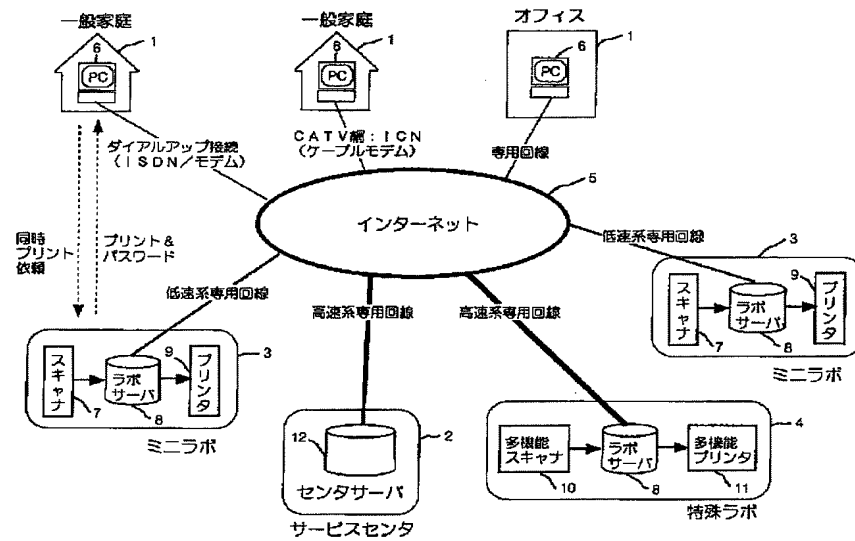 一般家庭
一般家庭
オフィス
6
1
PC
6
1
PC
6
1
PC
ダイアルアップ接続
(ISDN/モデム)
CATV網:ICN
(ケーブルモデム)
専用回線
5
インターネット
同時
プリント
依頼
プリント&
パスワード
低速系専用回線
高速系専用回線
高速系専用回線
低速系専用回線
3
スキャナ
7
ラボ
サーバ
8
9
プリンタ
ミニラボ
3
スキャナ
7
ラボ
サーバ
8
9
プリンタ
ミニラボ
2
12
センタサーバ
サービスセンタ
4
多機能
スキャナ
10
ラボ
サーバ
8
多機能
プリンタ
11
特殊ラボ